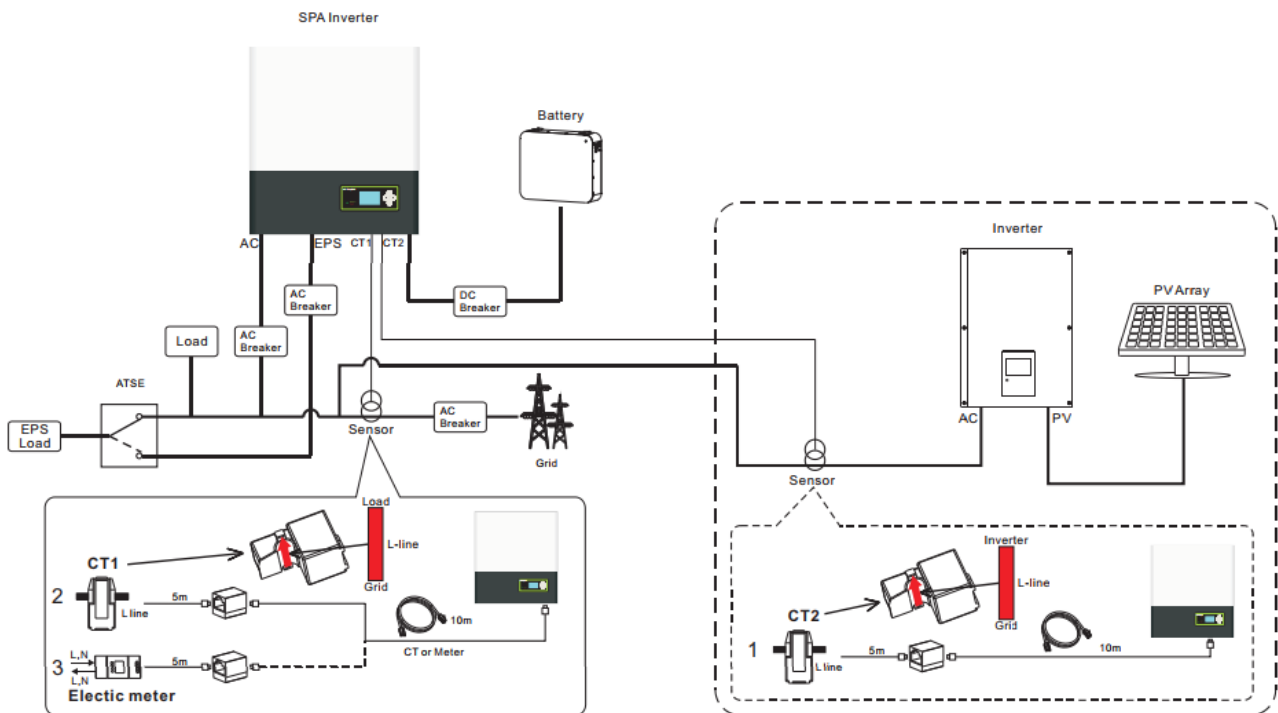 SPA Inverter
Battery
AC
EPS
CT1
CT2
AC
Breaker
DC
Breaker
Load
AC
Breaker
ATSE
EPS
Load
Sensor
AC
Breaker
Grid
Inverter
PV Array
AC
PV
Sensor
CT1
Load
L-line
Grid
2
L line
5m
10m
CT or Meter
3
L,N
L,N
5m
Electic meter
CT2
Inverter
L-line
Grid
1
L line
5m
10m